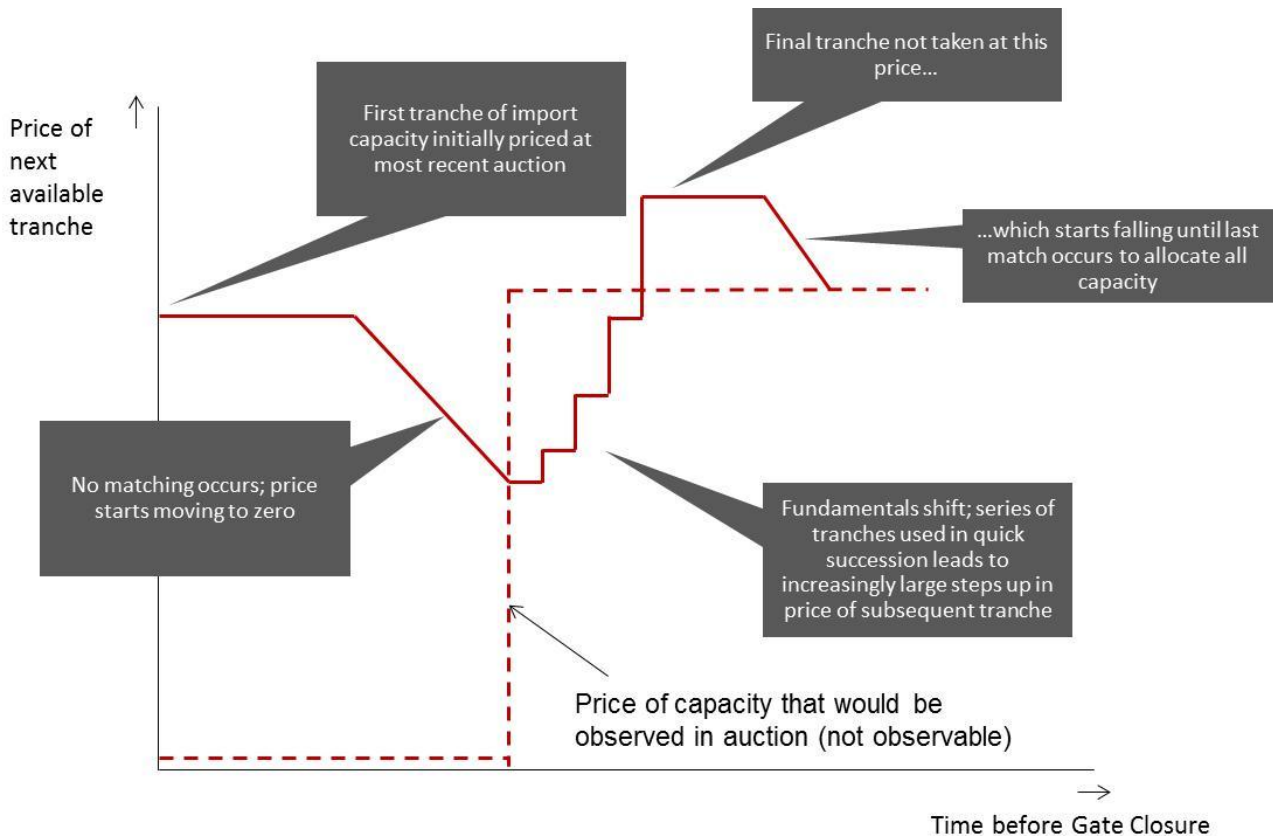 Final tranche not taken at this
price...
First tranche of import
capacity initially priced at
most recent auction
Price of
next
available
tranche
...which starts falling until last
match occurs to allocate all
capacity
No matching occurs; price
starts moving to zero
Fundamentals shift; series of
tranches used in quick
succession leads to
increasingly large steps up in
price of subsequent tranche
Price of capacity that would be
observed in auction (not observable)
Time before Gate Closure